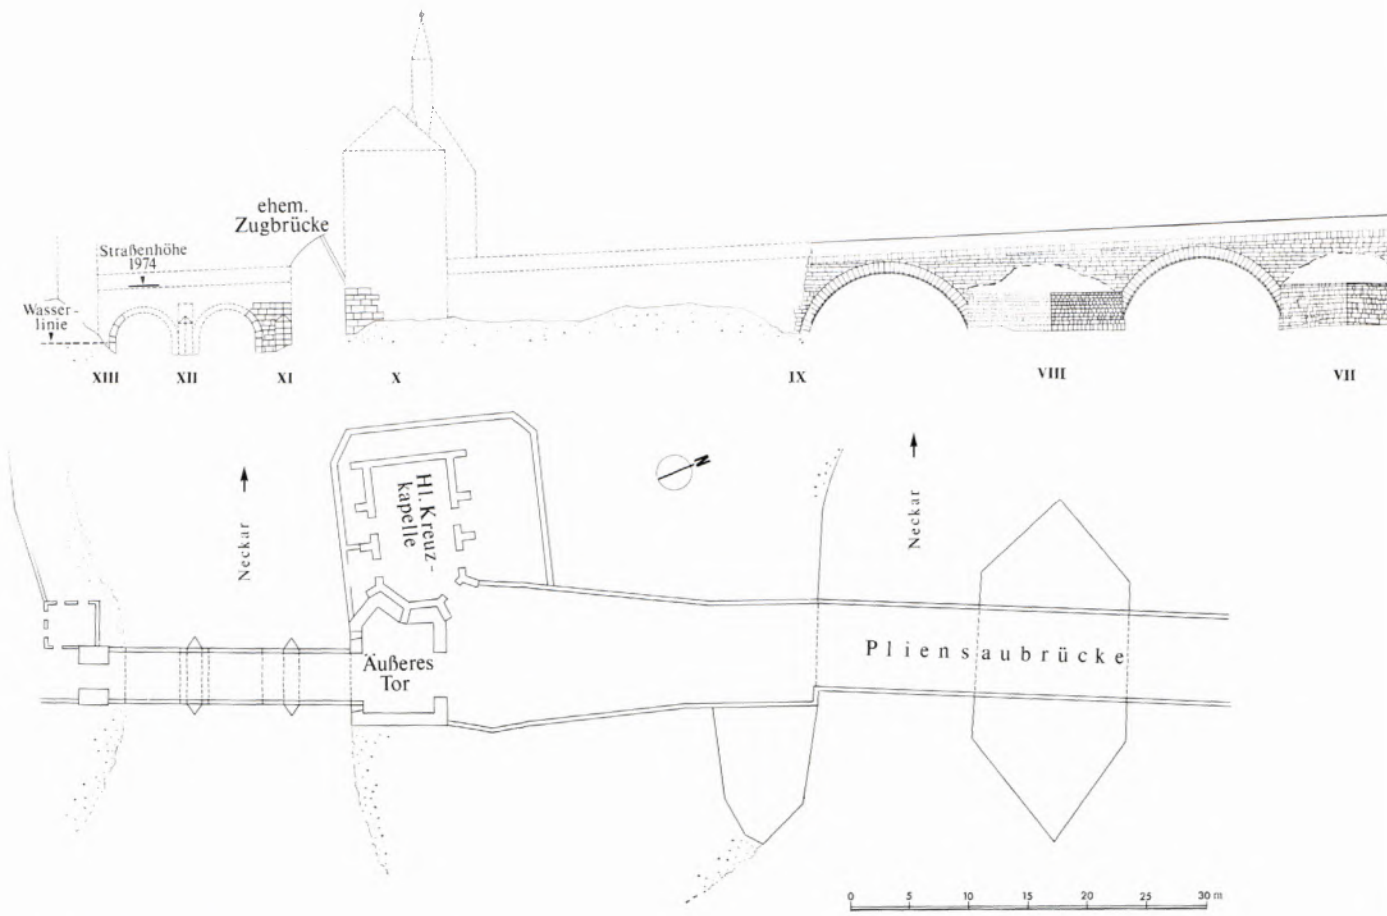 ehem.
Zugbrücke
Straßenhöhe
1974
Wasser-
linie
XIII XII XI X IX VIII VII
N
Neckar
Hl. Kreuz-
kapelle
Neckar
Äußeres
Tor
Pliensaubrücke
0 5 10 15 20 25 30 m